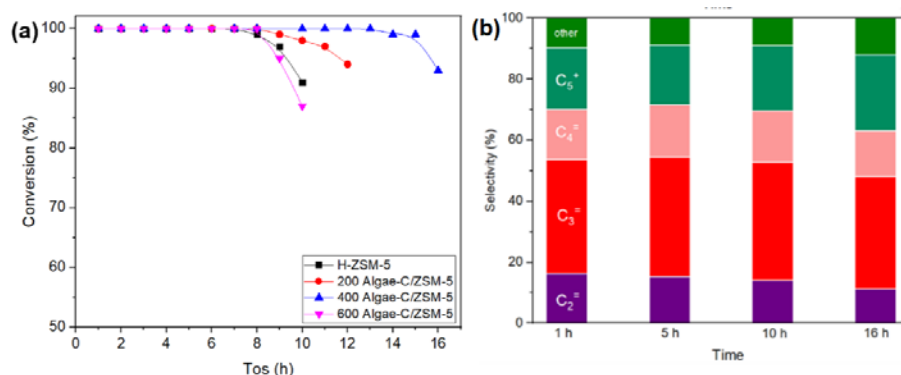 (a)
100
90
80
70
60
50
Conversion (%)
0 2 4 6 8 10 12 14 16
Tos (h)
H-ZSM-5
200 Algae-C/ZSM-5
400 Algae-C/ZSM-5
600 Algae-C/ZSM-5
(b)
100
80
60
40
20
0
Selectivity (%)
other
C₅⁺
C₄⁼
C₃⁼
C₂⁼
1 h 5 h 10 h 16 h
Time